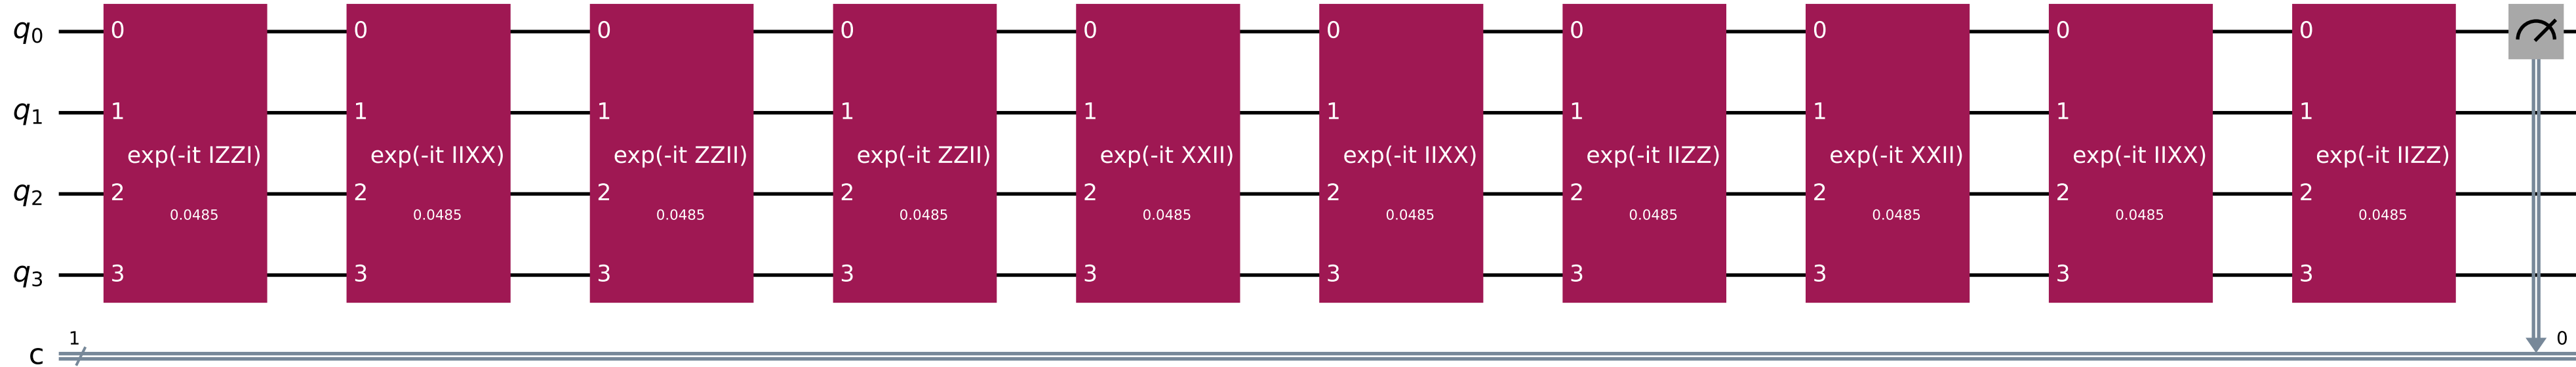 q0 0 0 0 0 0 0 0 0 0 0
q1 1 1 1 1 1 1 1 1 1 1
exp(-it IZZI) exp(-it IIXX) exp(-it ZZII) exp(-it ZZII) exp(-it XXII) exp(-it IIXX) exp(-it IIZZ) exp(-it XXII) exp(-it IIXX) exp(-it IIZZ)
q2 2 2 2 2 2 2 2 2 2 2
0.0485 0.0485 0.0485 0.0485 0.0485 0.0485 0.0485 0.0485 0.0485 0.0485
q3 3 3 3 3 3 3 3 3 3 3
1 0
c